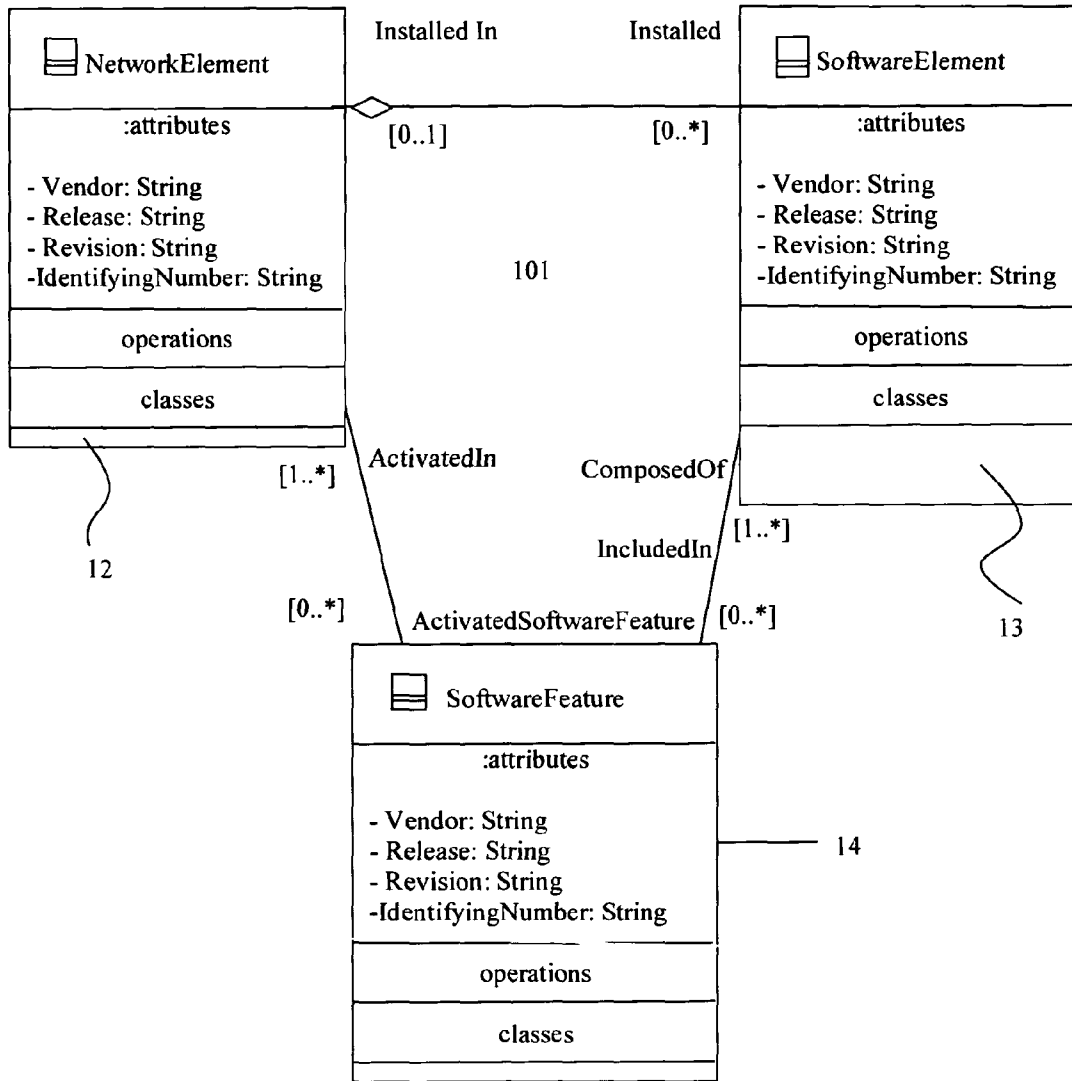 Installed In
Installed
NetworkElement
SoftwareElement
:attributes
[0..1]
[0..*]
:attributes
- Vendor: String
- Release: String
- Revision: String
-IdentifyingNumber: String
- Vendor: String
- Release: String
- Revision: String
-IdentifyingNumber: String
101
operations
operations
classes
classes
ActivatedIn
[1..*]
ComposedOf
[1..*]
IncludedIn
12
[0..*]
ActivatedSoftwareFeature
[0..*]
13
SoftwareFeature
:attributes
- Vendor: String
- Release: String
- Revision: String
-IdentifyingNumber: String
14
operations
classes